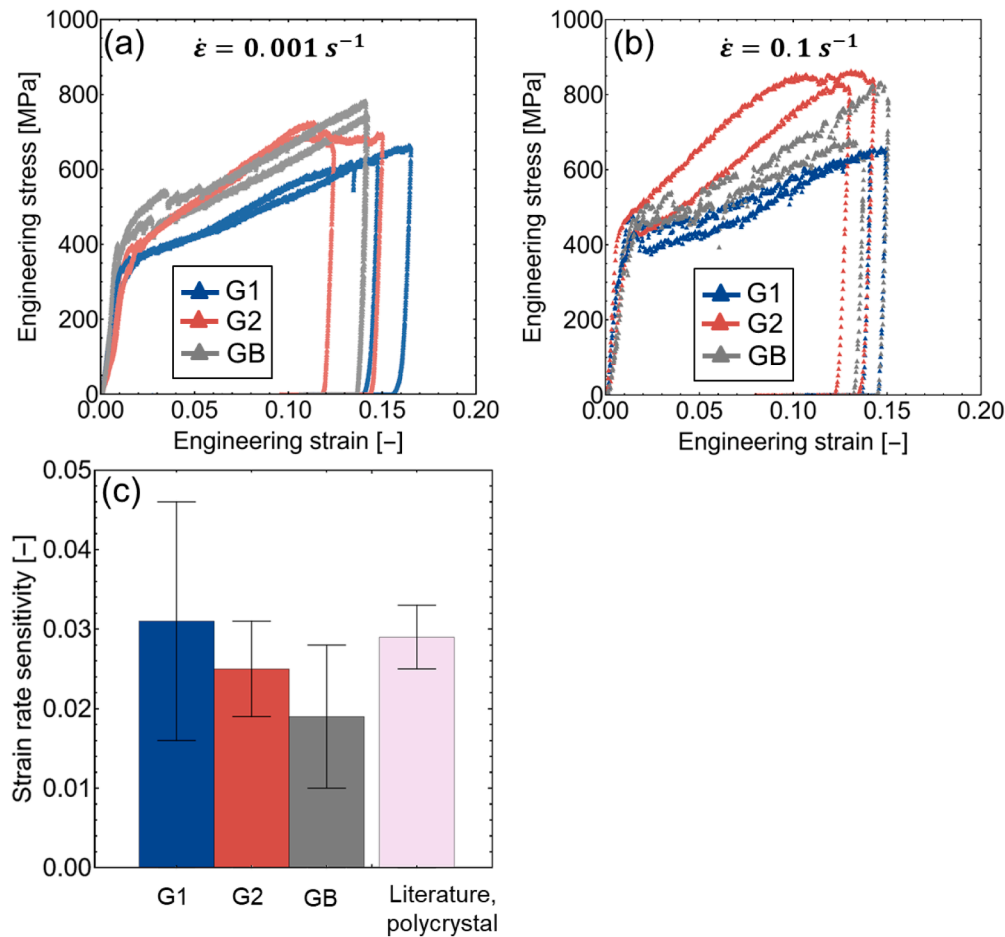 (a)
ε̇ = 0.001 s⁻¹
Engineering stress [MPa]
1000
800
600
400
200
0
G1
G2
GB
0.00
0.05
0.10
0.15
0.20
Engineering strain [−]
(b)
ε̇ = 0.1 s⁻¹
Engineering stress [MPa]
1000
800
600
400
200
0
G1
G2
GB
0.00
0.05
0.10
0.15
0.20
Engineering strain [−]
(c)
Strain rate sensitivity [−]
0.05
0.04
0.03
0.02
0.01
0.00
G1
G2
GB
Literature,
polycrystal